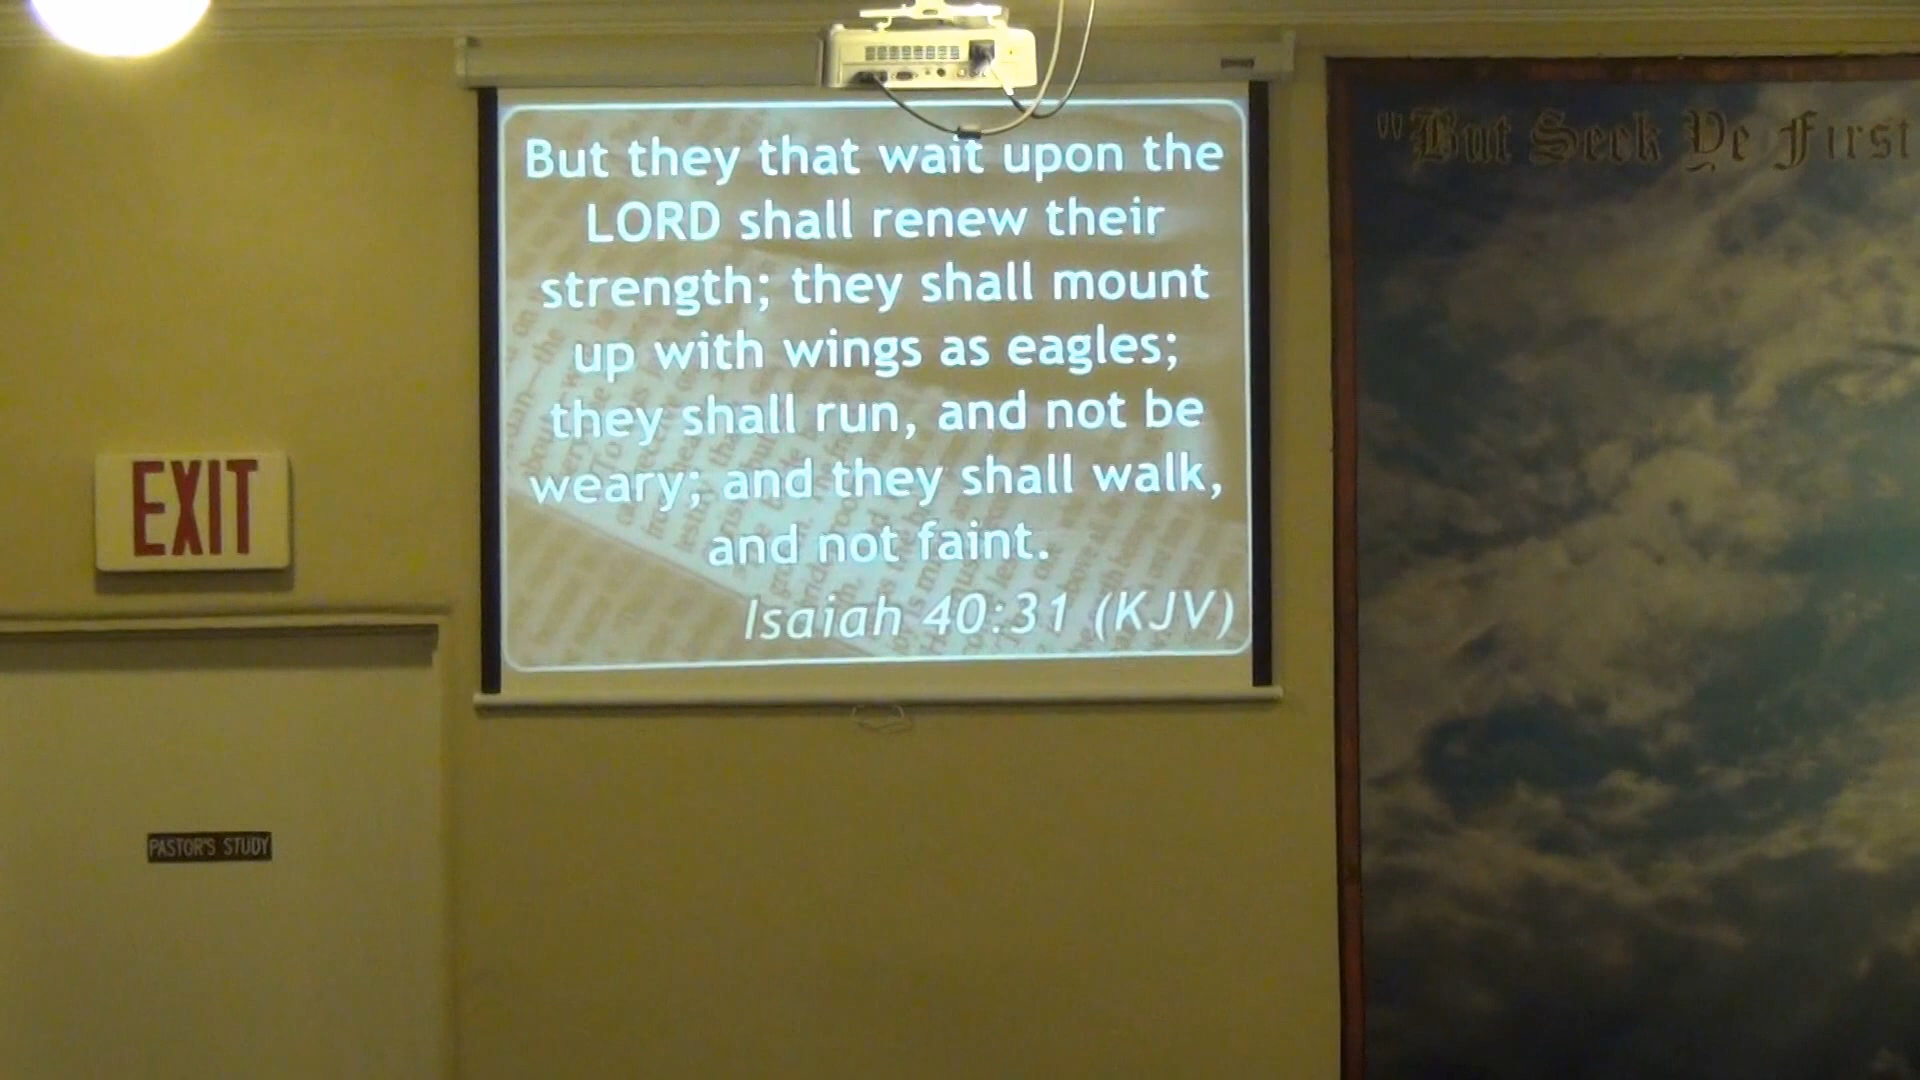 But they that wait upon the
LORD shall renew their
strength; they shall mount
up with wings as eagles;
they shall run, and not be
weary; and they shall walk,
and not faint.
Isaiah 40:31 (KJV)
"But Seek Ye First
EXIT
PASTOR'S STUDY